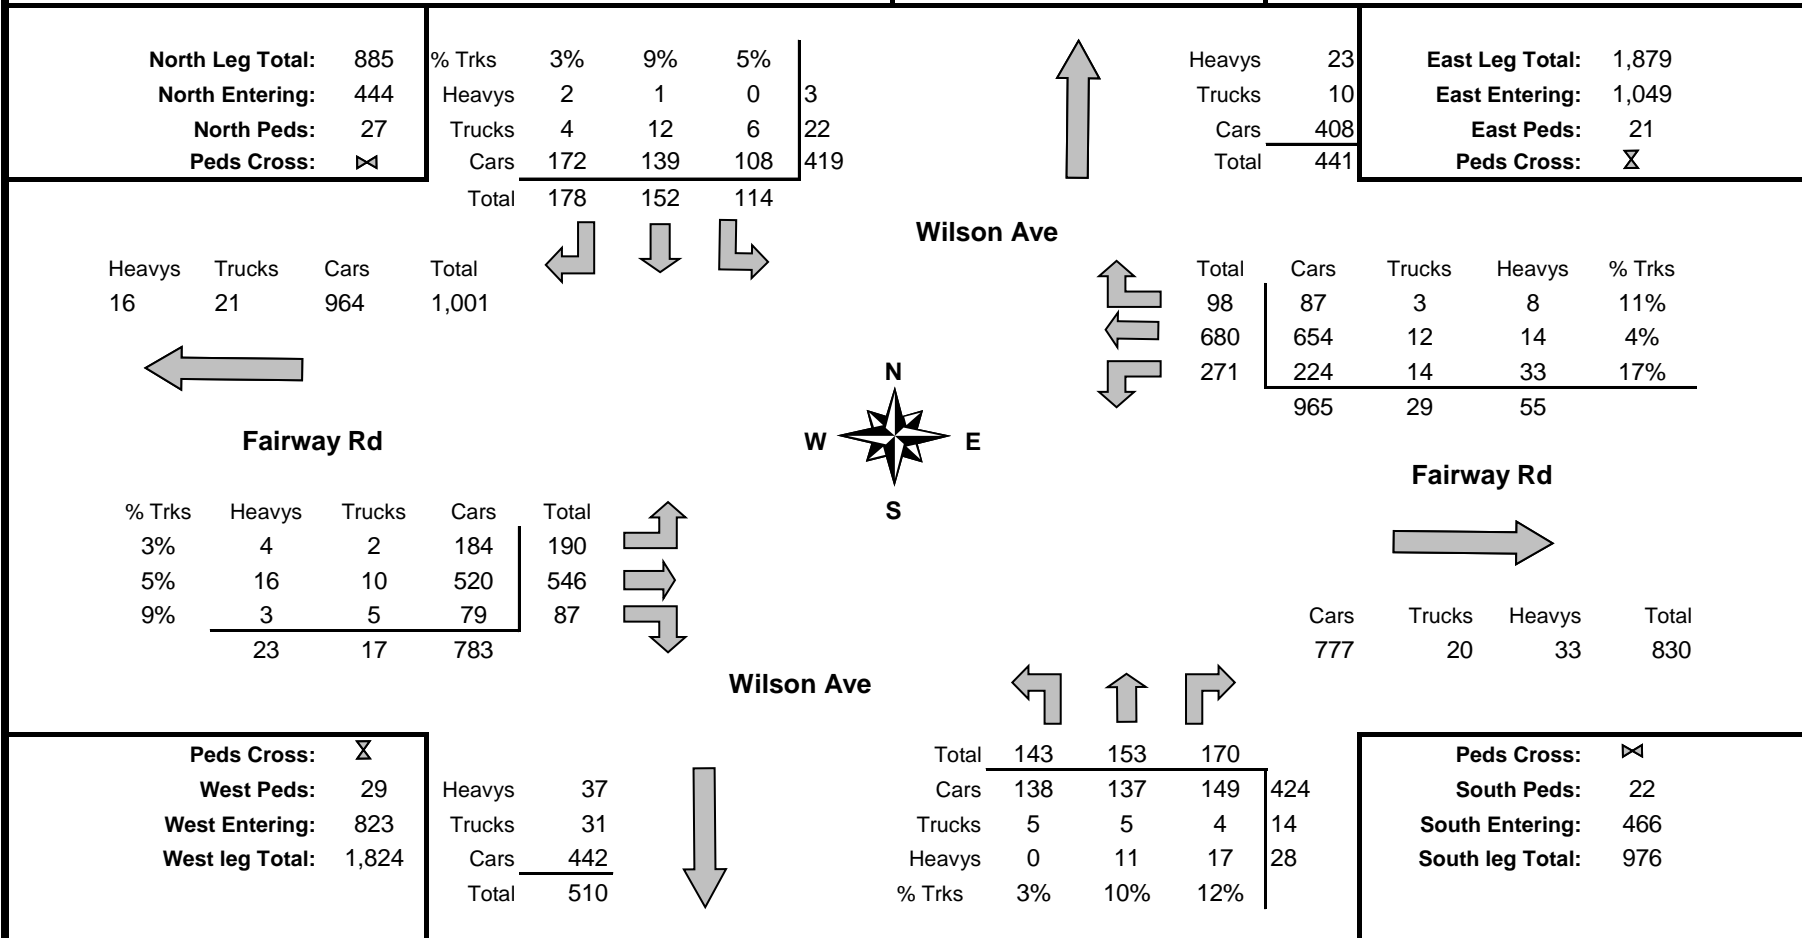 North Leg Total: 885
North Entering: 444
North Peds: 27
Peds Cross:
% Trks 3% 9% 5%
Heavys 2 1 0 3
Trucks 4 12 6 22
Cars 172 139 108 419
Total 178 152 114
Heavys 23
Trucks 10
Cars 408
Total 441
East Leg Total: 1,879
East Entering: 1,049
East Peds: 21
Peds Cross:
Wilson Ave
Heavys Trucks Cars Total
16 21 964 1,001
Total Cars Trucks Heavys % Trks
98 87 3 8 11%
680 654 12 14 4%
271 224 14 33 17%
965 29 55
N
W E
S
Fairway Rd
Fairway Rd
% Trks Heavys Trucks Cars Total
3% 4 2 184 190
5% 16 10 520 546
9% 3 5 79 87
23 17 783
Cars Trucks Heavys Total
777 20 33 830
Wilson Ave
Peds Cross:
West Peds: 29
West Entering: 823
West leg Total: 1,824
Heavys 37
Trucks 31
Cars 442
Total 510
Total 143 153 170
Cars 138 137 149 424
Trucks 5 5 4 14
Heavys 0 11 17 28
% Trks 3% 10% 12%
Peds Cross:
South Peds: 22
South Entering: 466
South leg Total: 976